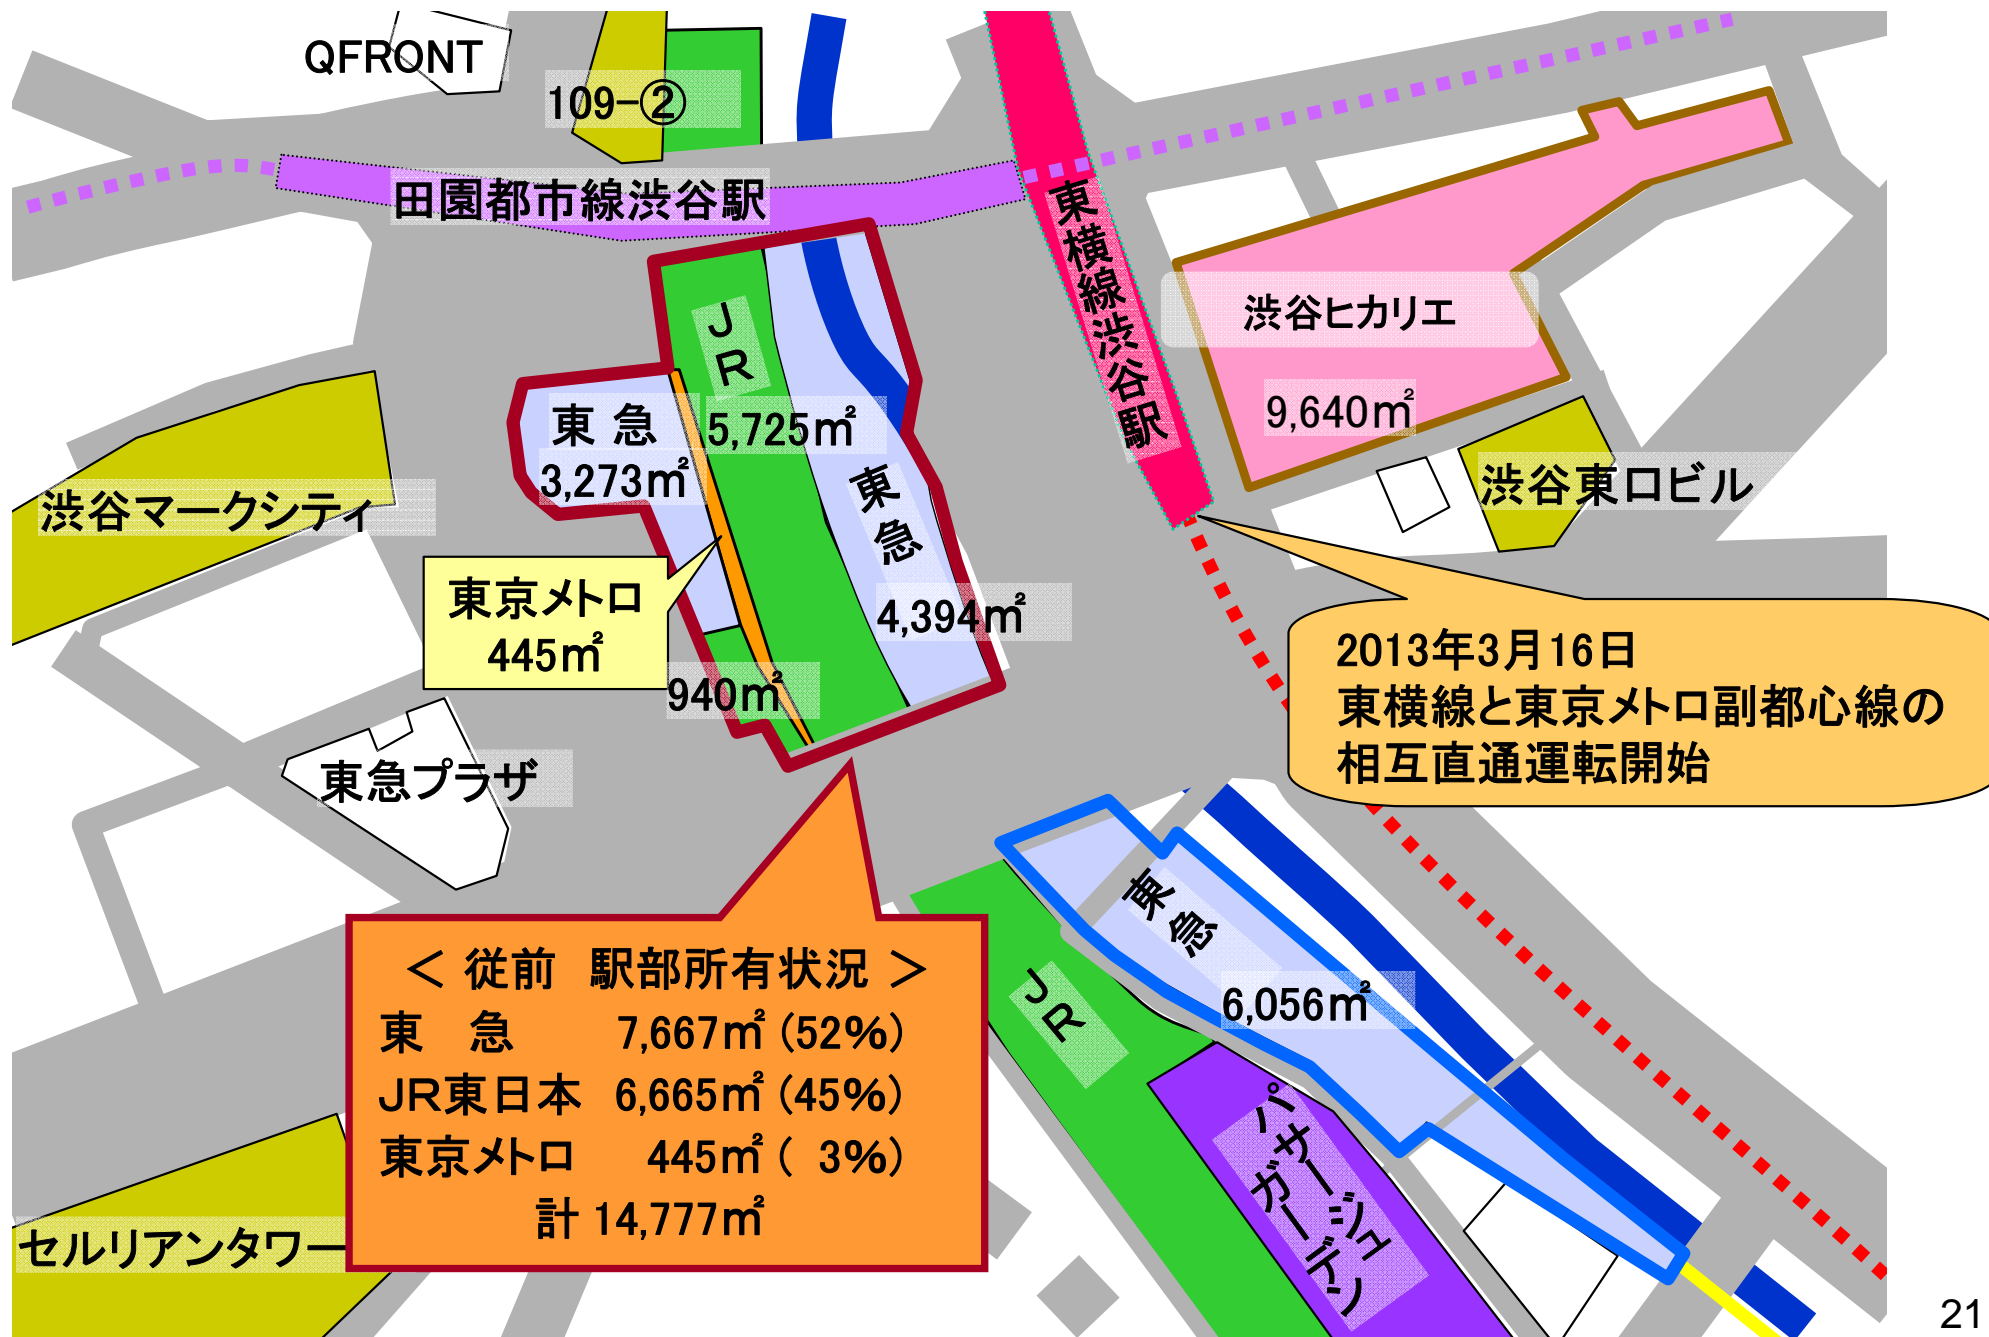 QFRONT
109-②
田園都市線渋谷駅
東横線渋谷駅
渋谷ヒカリエ
9,640㎡
JR
5,725㎡
東 急
3,273㎡
東急
4,394㎡
渋谷マークシティ
渋谷東口ビル
東京メトロ
445㎡
940㎡
2013年3月16日
東横線と東京メトロ副都心線の
相互直通運転開始
東急プラザ
東急
6,056㎡
JR
パサージュ
ガーデン
＜ 従前 駅部所有状況 ＞
東 急 7,667㎡ (52%)
JR東日本 6,665㎡ (45%)
東京メトロ 445㎡ ( 3%)
計 14,777㎡
セルリアンタワー
21